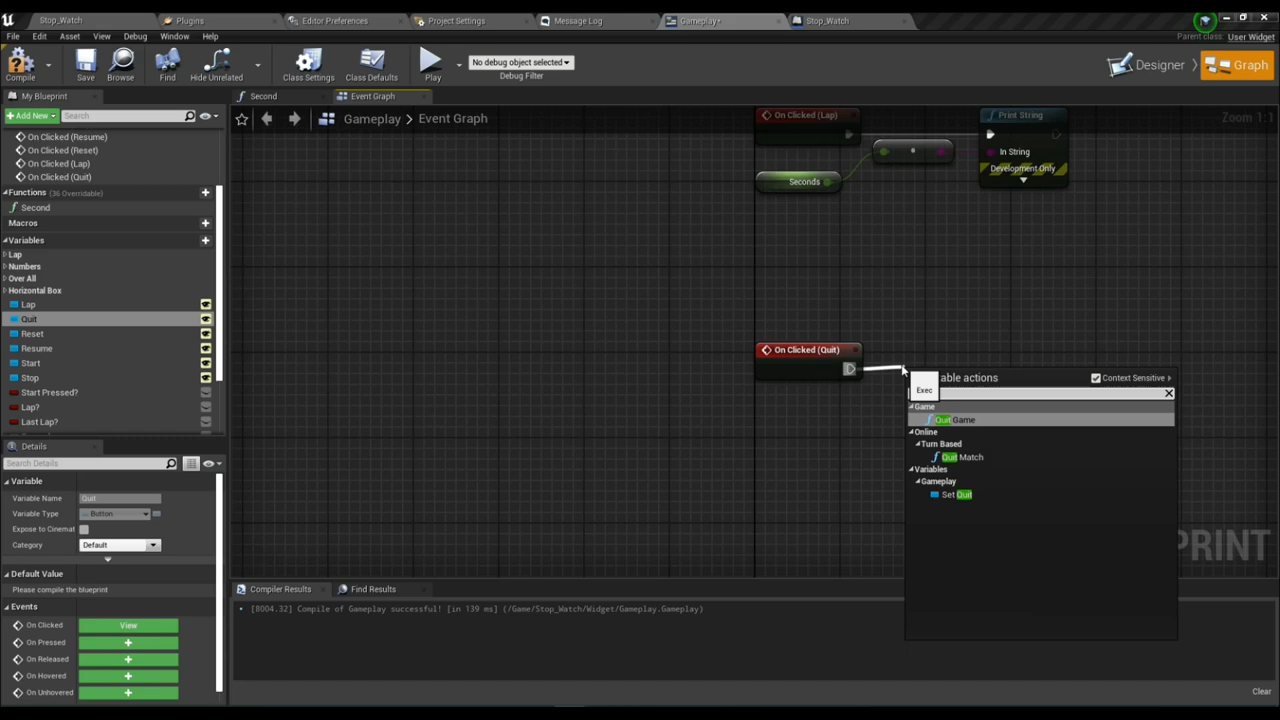 Stop_Watch
Plugins
Editor Preferences
Project Settings
Message Log
Gameplay*
Stop_Watch
File Edit Asset View Window Debug Help
Parent class: User Widget
Compile
Save
Browse
Find
Hide Unrelated
Class Settings
Class Defaults
Play
No debug object selected
Debug Filter
Designer
Graph
My Blueprint
Second
Event Graph
+Add New
Search
Gameplay > Event Graph
Zoom 1:1
On Clicked (Resume)
On Clicked (Reset)
On Clicked (Lap)
On Clicked (Quit)
Functions (36 Overridable)
Second
Macros
Variables
Lap
Numbers
Over All
Horizontal Box
Lap
Quit
Reset
Resume
Start
Stop
Start Pressed?
Lap?
Last Lap?
On Clicked (Lap)
Print String
In String
Development Only
Seconds
On Clicked (Quit)
Exec
able actions
Context Sensitive
Game
Quit Game
Online
Turn Based
Quit Match
Variables
Gameplay
Set Quit
PRINT
Details
Search Details
Variable
Variable Name Quit
Variable Type Button
Expose to Cinemat
Category Default
Default Value
Please compile the blueprint
Events
On Clicked View
On Pressed +
On Released +
On Hovered +
On Unhovered +
Compiler Results
Find Results
[8004.32] Compile of Gameplay successful! [in 139 ms] (/Game/Stop_Watch/Widget/Gameplay.Gameplay)
Clear